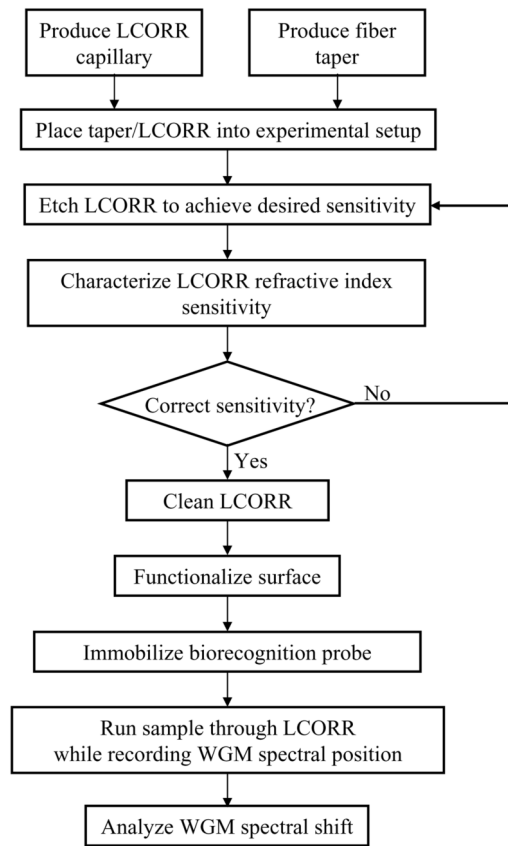 Produce LCORR
capillary
Produce fiber
taper
Place taper/LCORR into experimental setup
Etch LCORR to achieve desired sensitivity
Characterize LCORR refractive index
sensitivity
Correct sensitivity?
No
Yes
Clean LCORR
Functionalize surface
Immobilize biorecognition probe
Run sample through LCORR
while recording WGM spectral position
Analyze WGM spectral shift